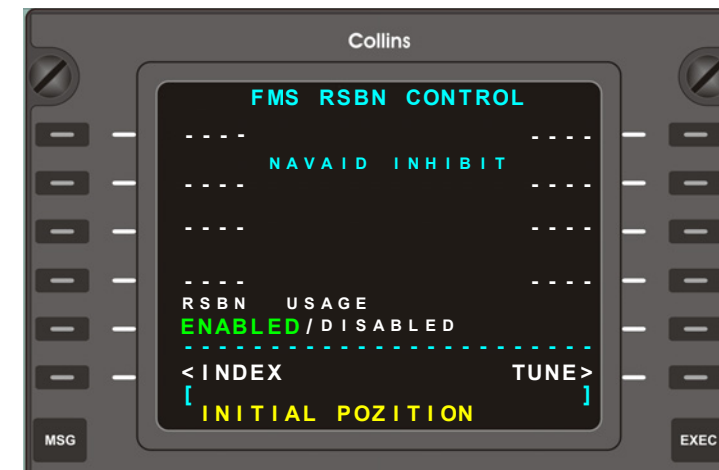 Collins
FMS RSBN CONTROL
---- ----
NAVAID INHIBIT
---- ----
---- ----
---- ----
RSBN USAGE
ENABLED/DISABLED
------------------------
<INDEX TUNE>
[ ]
INITIAL POZITION
MSG EXEC